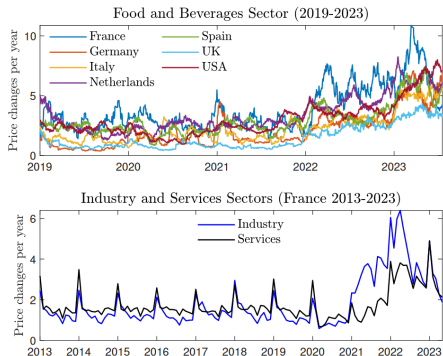 Food and Beverages Sector (2019-2023)
Price changes per year
10
5
0
France
Germany
Italy
Netherlands
Spain
UK
USA
2019 2020 2021 2022 2023
Industry and Services Sectors (France 2013-2023)
Price changes per year
6
4
2
0
Industry
Services
2013 2014 2015 2016 2017 2018 2019 2020 2021 2022 2023